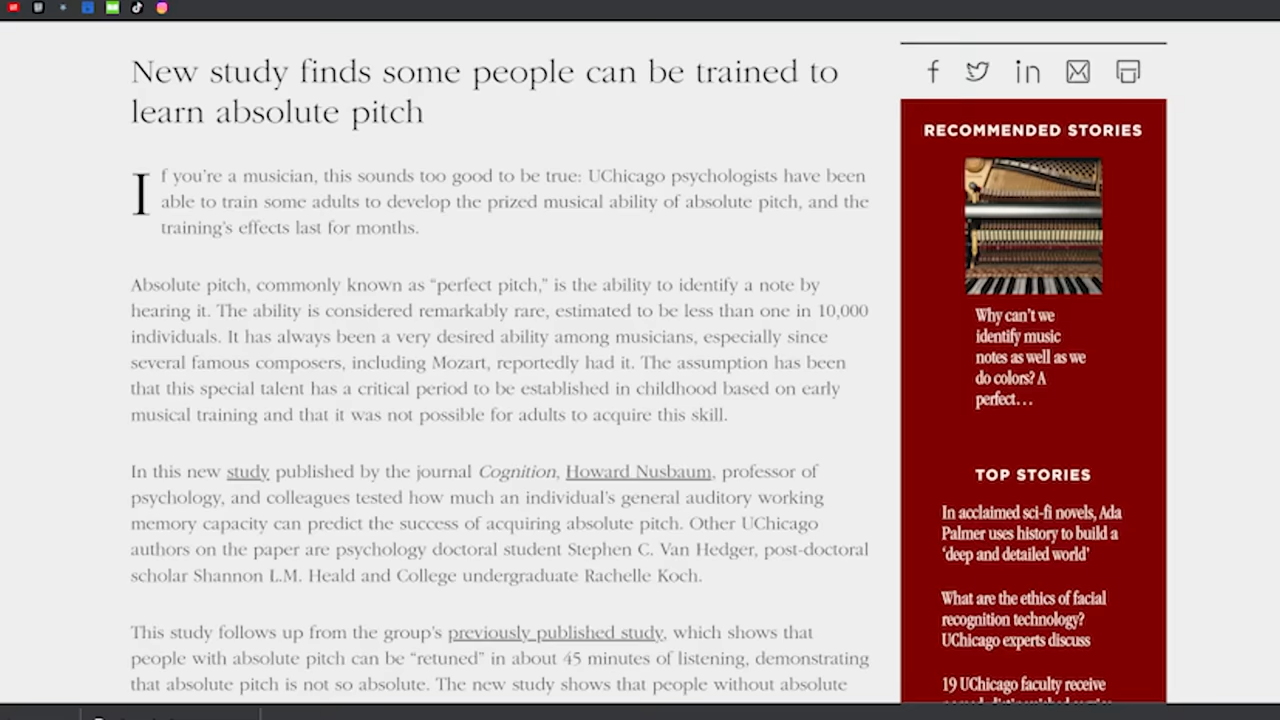 New study finds some people can be trained to
learn absolute pitch
If you're a musician, this sounds too good to be true: UChicago psychologists have been
able to train some adults to develop the prized musical ability of absolute pitch, and the
training's effects last for months.
Absolute pitch, commonly known as “perfect pitch,” is the ability to identify a note by
hearing it. The ability is considered remarkably rare, estimated to be less than one in 10,000
individuals. It has always been a very desired ability among musicians, especially since
several famous composers, including Mozart, reportedly had it. The assumption has been
that this special talent had a critical period to be established in childhood based on early
musical training and that it was not possible for adults to acquire this skill.
In this new study published by the journal Cognition, Howard Nusbaum, professor of
psychology, and colleagues tested how much an individual's general auditory working
memory capacity can predict the success of acquiring absolute pitch. Other UChicago
authors on the paper are psychology doctoral student Stephen C. Van Hedger, post-doctoral
scholar Shannon L.M. Heald and College undergraduate Rachelle Koch.
This study follows up from the group's previously published study, which shows that
people with absolute pitch can be “retuned” in about 45 minutes of listening, demonstrating
that absolute pitch is not so absolute. The new study shows that people without absolute
RECOMMENDED STORIES
Why can't we
identify music
notes as well as we
do colors? A
perfect…
TOP STORIES
In acclaimed sci-fi novels, Ada
Palmer uses history to build a
‘deep and detailed world’
What are the ethics of facial
recognition technology?
UChicago experts discuss
19 UChicago faculty receive